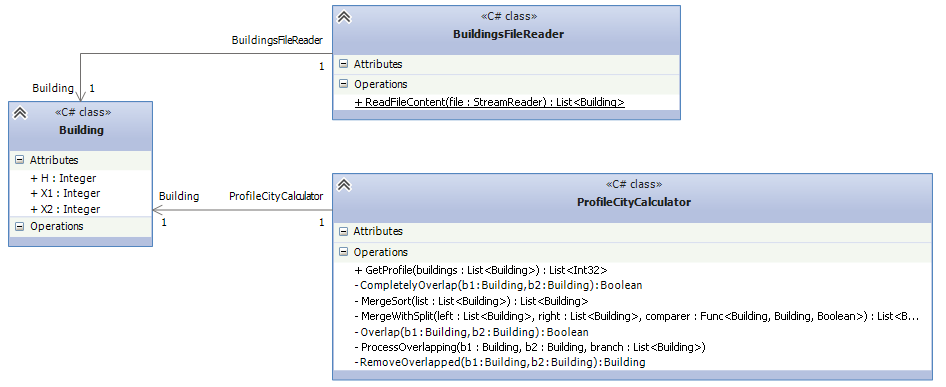 «C# class»
BuildingsFileReader
Attributes
Operations
+ ReadFileContent(file : StreamReader) : List<Building>
BuildingsFileReader
1
Building
1
«C# class»
Building
Attributes
+ H : Integer
+ X1 : Integer
+ X2 : Integer
Operations
Building
1
ProfileCityCalculator
1
«C# class»
ProfileCityCalculator
Attributes
Operations
+ GetProfile(buildings : List<Building>) : List<Int32>
- CompletelyOverlap(b1:Building,b2:Building):Boolean
- MergeSort(list : List<Building>) : List<Building>
- MergeWithSplit(left : List<Building>, right : List<Building>, comparer : Func<Building, Building, Boolean>) : List<B...
- Overlap(b1:Building,b2:Building):Boolean
- ProcessOverlapping(b1 : Building, b2 : Building, branch : List<Building>)
- RemoveOverlapped(b1:Building,b2:Building):Building